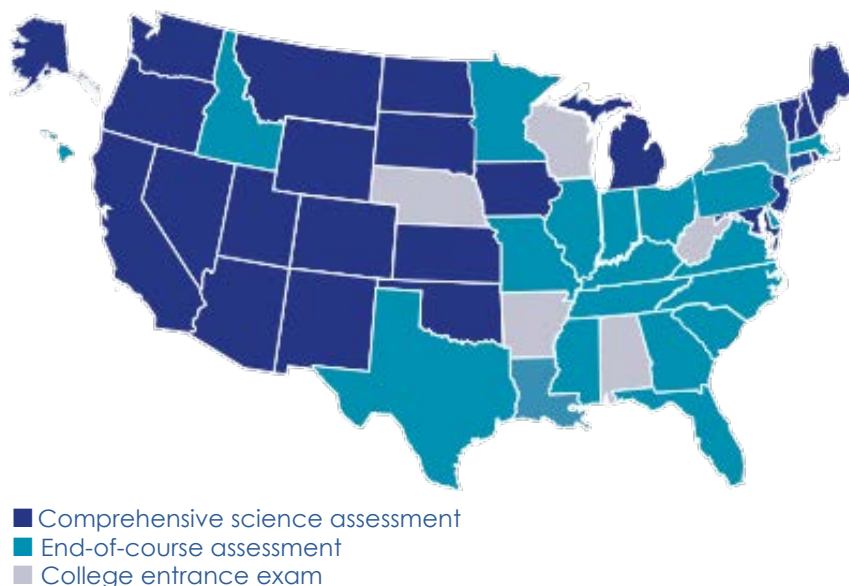 Comprehensive science assessment
End-of-course assessment
College entrance exam